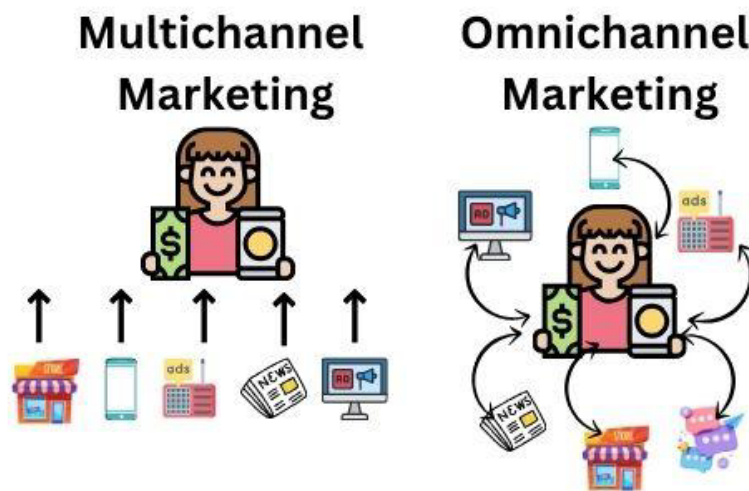 Multichannel
Marketing
$
ads
NEWS
AD
STORE
Omnichannel
Marketing
AD
ads
$
NEWS
STORE